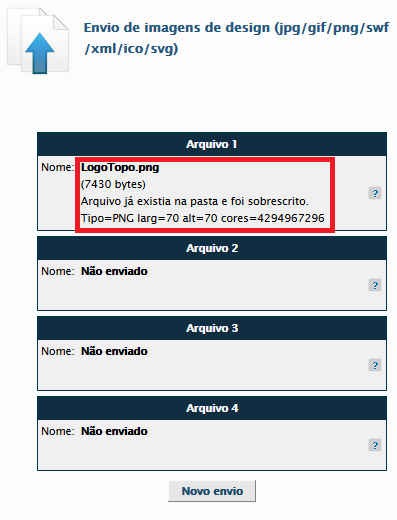 Envio de imagens de design (jpg/gif/png/swf
/xml/ico/svg)
Arquivo 1
Nome: LogoTopo.png
(7430 bytes)
Arquivo já existia na pasta e foi sobrescrito.
Tipo=PNG larg=70 alt=70 cores=4294967296
?
Arquivo 2
Nome: Não enviado
?
Arquivo 3
Nome: Não enviado
?
Arquivo 4
Nome: Não enviado
?
Novo envio